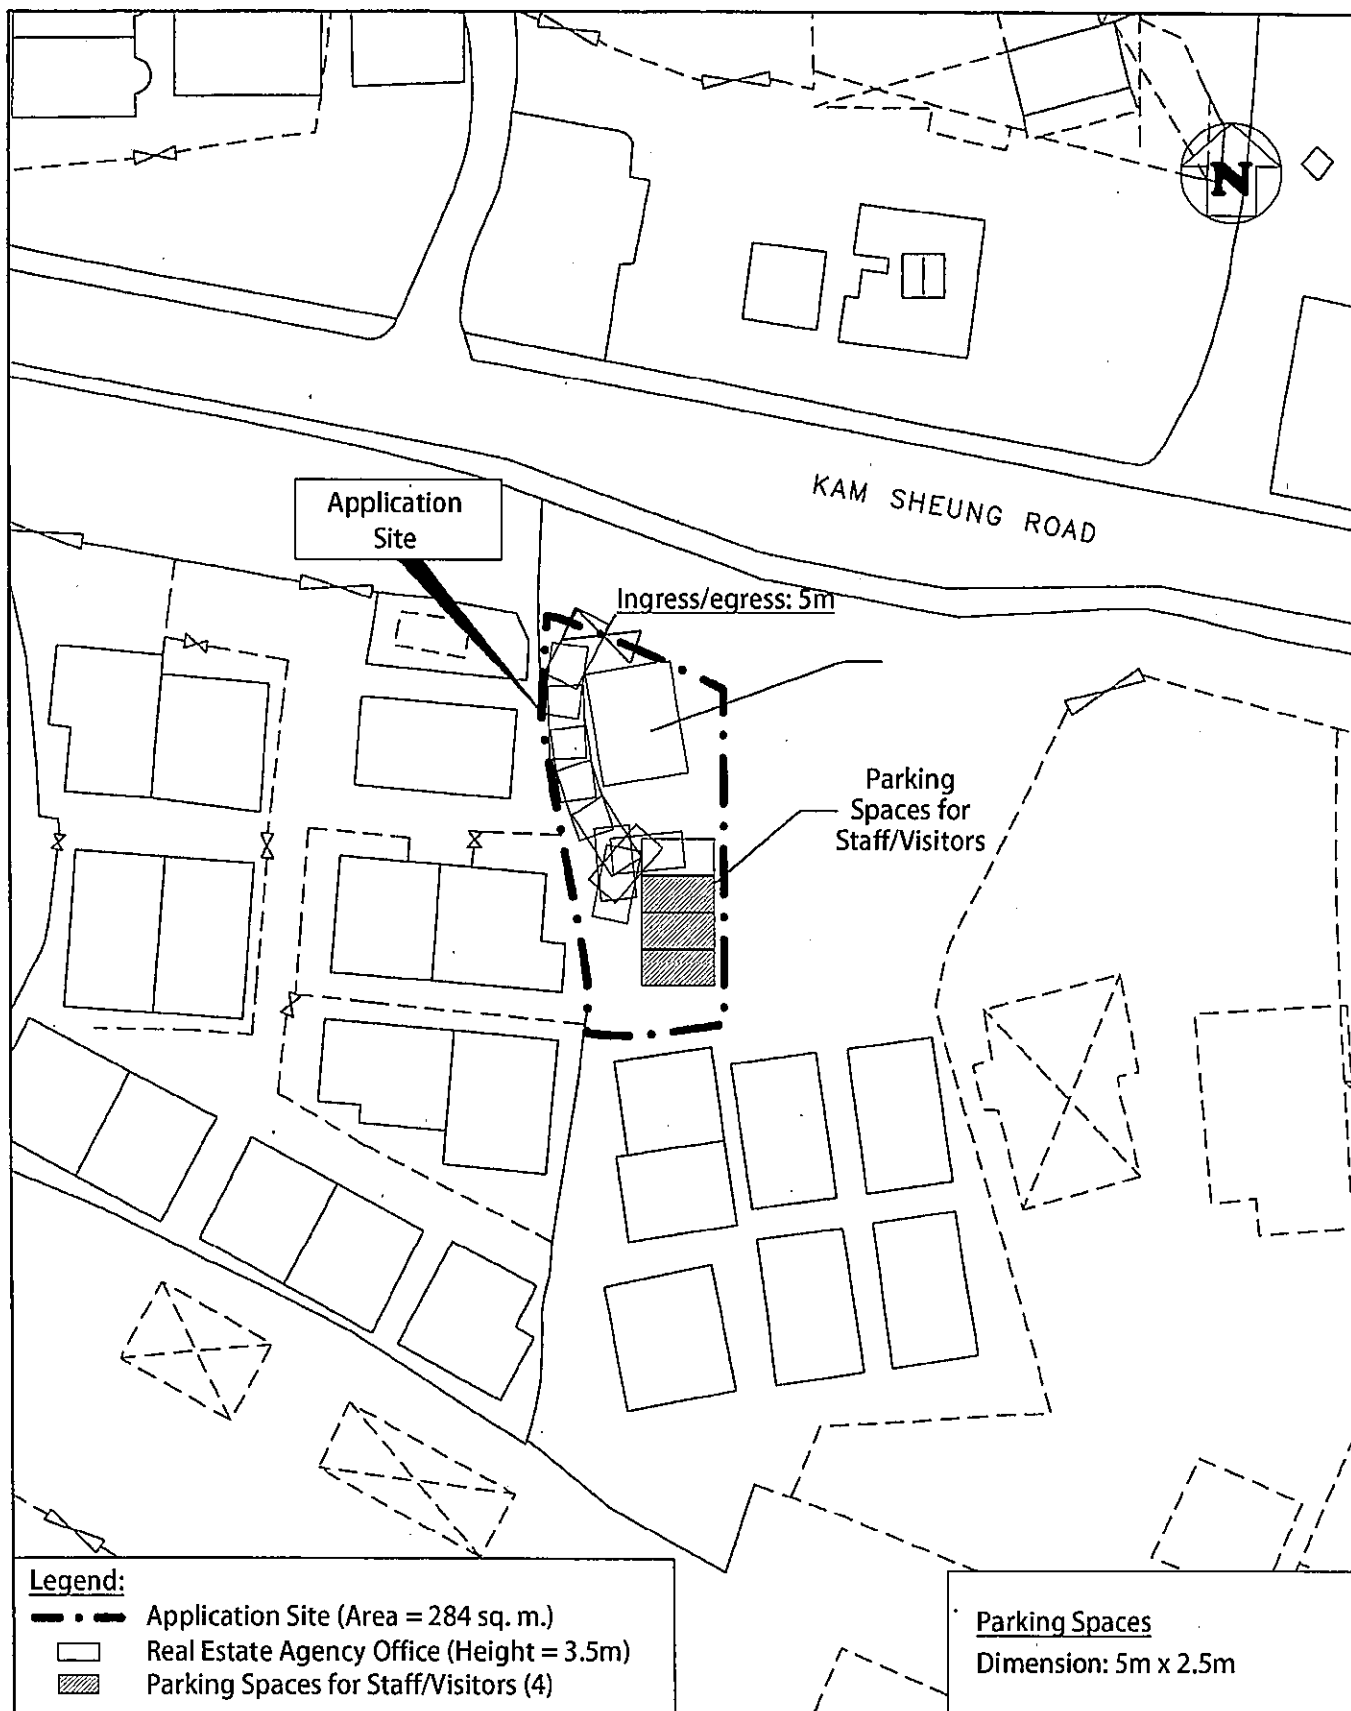 N
KAM SHEUNG ROAD
Application
Site
Ingress/egress: 5m
Parking
Spaces for
Staff/Visitors
Legend:
Application Site (Area = 284 sq. m.)
Real Estate Agency Office (Height = 3.5m)
Parking Spaces for Staff/Visitors (4)
Parking Spaces
Dimension: 5m x 2.5m